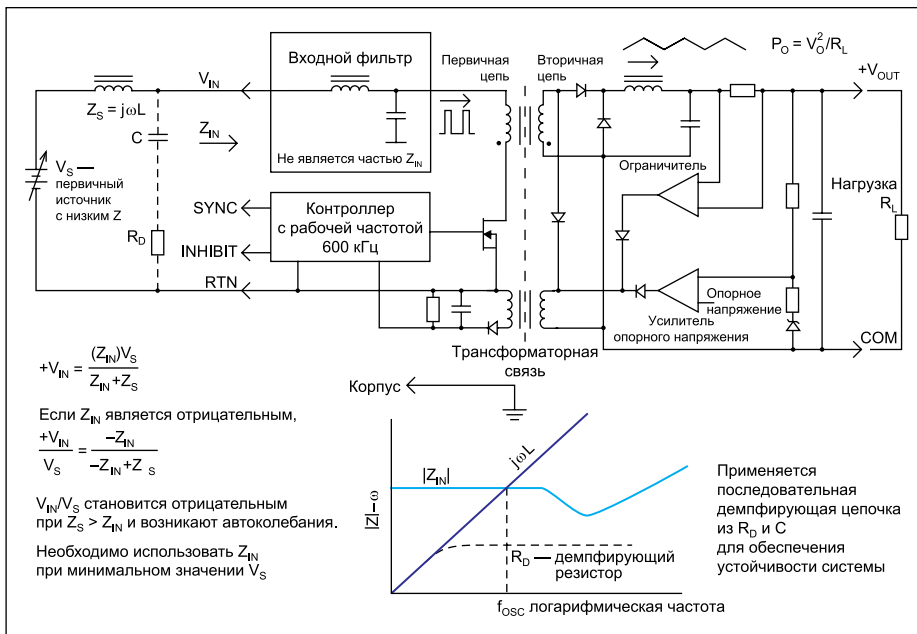 Входной фильтр
Не является частью Z_IN
V_IN
Z_S = jωL
C
Z_IN
V_S —
первичный
источник
с низким Z
R_D
SYNC
INHIBIT
RTN
Контроллер
с рабочей частотой
600 кГц
Первичная
цепь
Вторичная
цепь
P_O = V_O^2/R_L
+V_OUT
Ограничитель
Нагрузка
R_L
Опорное
напряжение
Усилитель
опорного напряжения
COM
Трансформаторная
связь
Корпус
+V_IN = (Z_IN)V_S / Z_IN+Z_S
Если Z_IN является отрицательным,
+V_IN / V_S = –Z_IN / –Z_IN+Z_S
V_IN/V_S становится отрицательным
при Z_S > Z_IN и возникают автоколебания.
Необходимо использовать Z_IN
при минимальном значении V_S
|Z|–ω
|Z_IN|
jωL
R_D — демпфирующий
резистор
f_OSC логарифмическая частота
Применяется
последовательная
демпфирующая цепочка
из R_D и C
для обеспечения
устойчивости системы